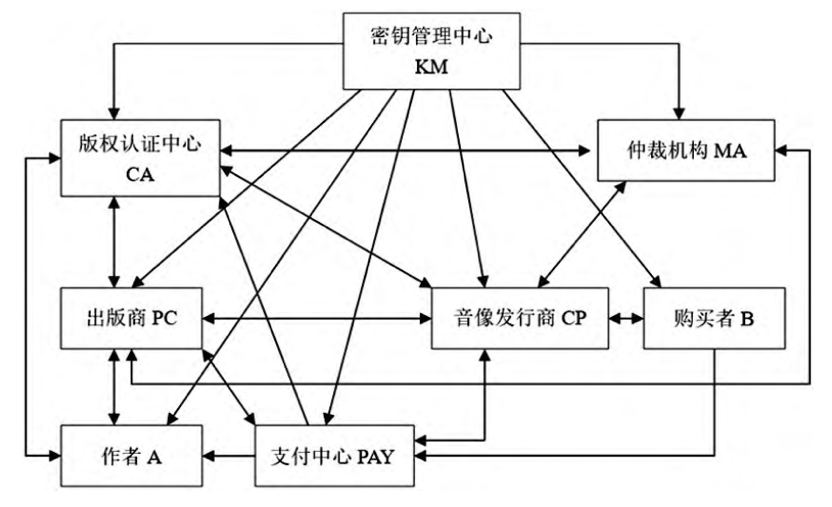 密钥管理中心
KM
版权认证中心
CA
仲裁机构 MA
出版商 PC
音像发行商 CP
购买者 B
作者 A
支付中心 PAY